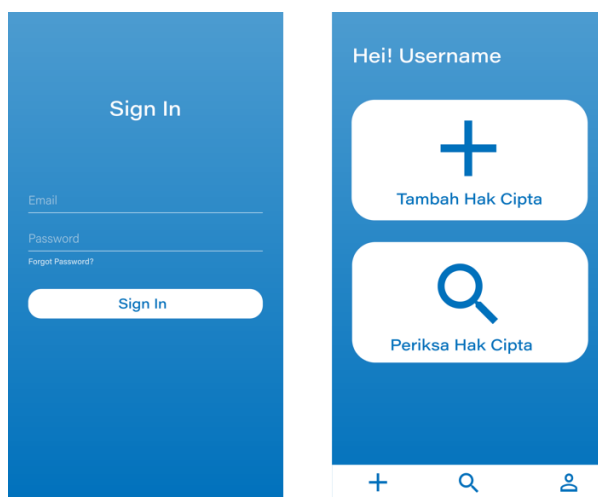 Sign In
Email
Password
Forgot Password?
Sign In
Hei! Username
Tambah Hak Cipta
Periksa Hak Cipta